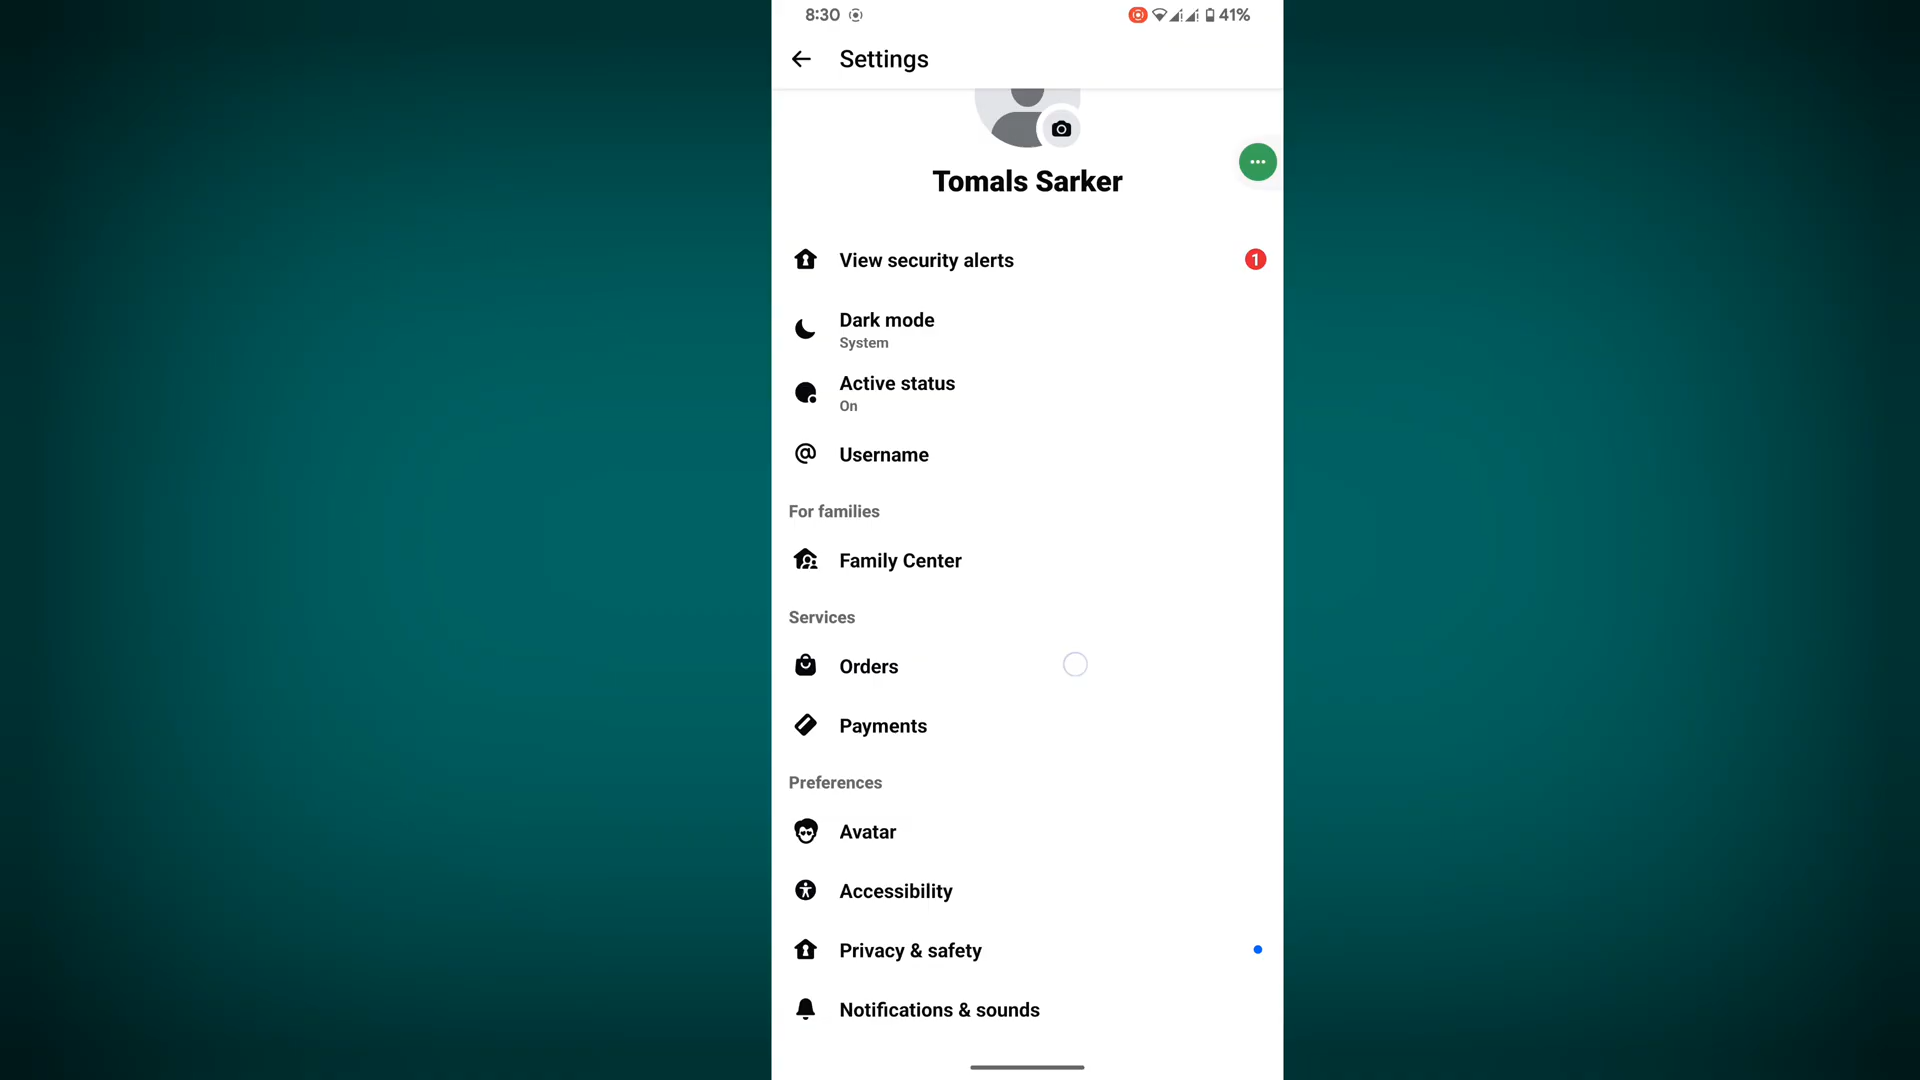 8:30
41%
Settings
Tomals Sarker
View security alerts
1
Dark mode
System
Active status
On
Username
For families
Family Center
Services
Orders
Payments
Preferences
Avatar
Accessibility
Privacy & safety
Notifications & sounds